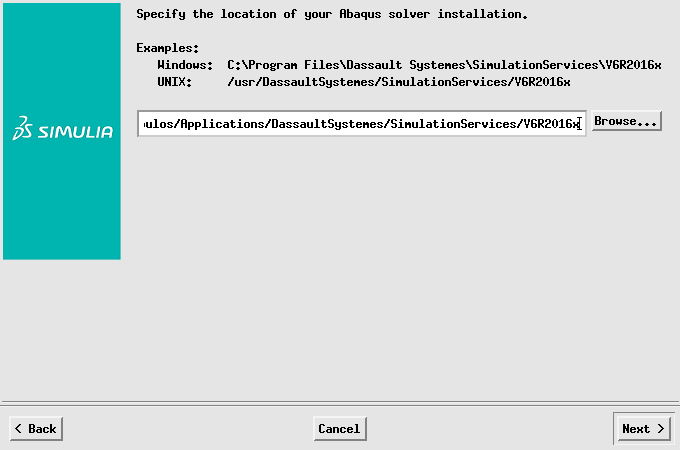 Specify the location of your Abaqus solver installation.
Examples:
Windows: C:\Program Files\Dassault Systemes\SimulationServices\V6R2016x
UNIX: /usr/DassaultSystemes/SimulationServices/V6R2016x
ulos/Applications/DassaultSystemes/SimulationServices/V6R2016x
Browse...
3DS SIMULIA
< Back
Cancel
Next >